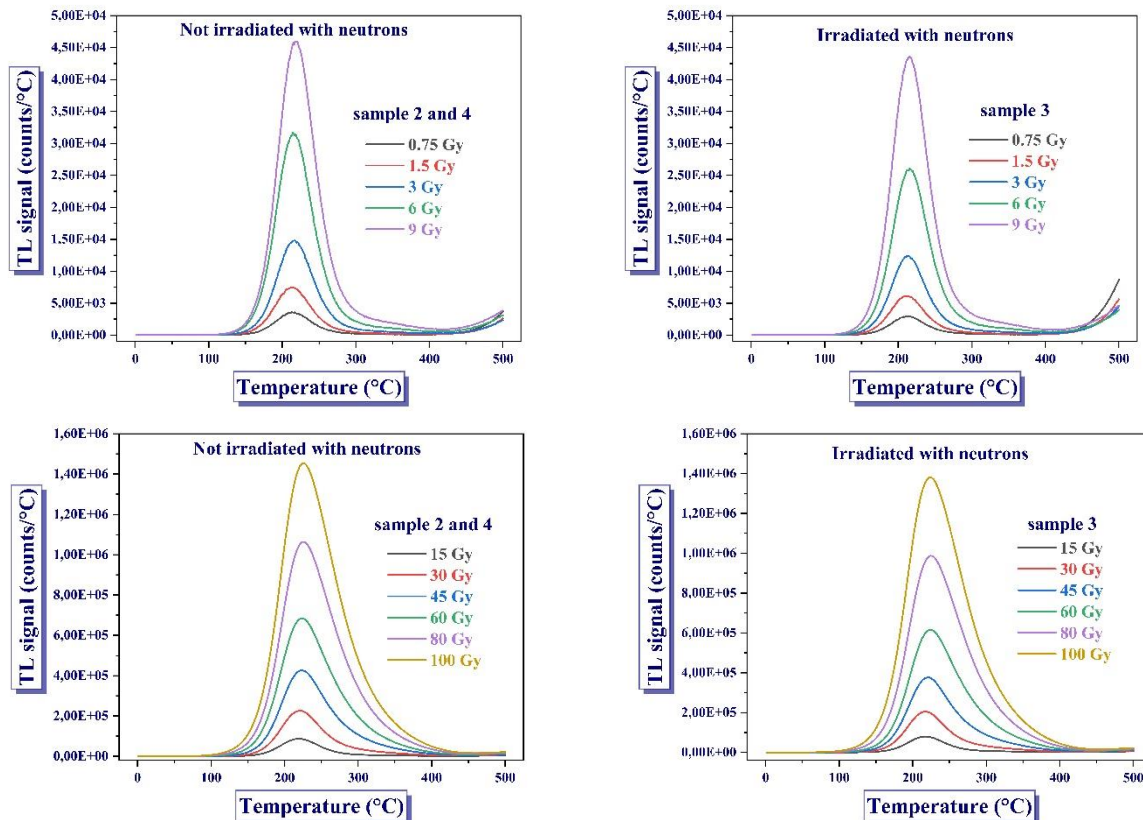 5,00E+04
4,50E+04
4,00E+04
3,50E+04
3,00E+04
2,50E+04
2,00E+04
1,50E+04
1,00E+04
5,00E+03
0,00E+00
TL signal (counts/°C)
Not irradiated with neutrons
sample 2 and 4
0.75 Gy
1.5 Gy
3 Gy
6 Gy
9 Gy
0 100 200 300 400 500
Temperature (°C)
5,00E+04
4,50E+04
4,00E+04
3,50E+04
3,00E+04
2,50E+04
2,00E+04
1,50E+04
1,00E+04
5,00E+03
0,00E+00
TL signal (counts/°C)
Irradiated with neutrons
sample 3
0.75 Gy
1.5 Gy
3 Gy
6 Gy
9 Gy
0 100 200 300 400 500
Temperature (°C)
1,60E+06
1,40E+06
1,20E+06
1,00E+06
8,00E+05
6,00E+05
4,00E+05
2,00E+05
0,00E+00
TL signal (counts/°C)
Not irradiated with neutrons
sample 2 and 4
15 Gy
30 Gy
45 Gy
60 Gy
80 Gy
100 Gy
0 100 200 300 400 500
Temperature (°C)
1,60E+06
1,40E+06
1,20E+06
1,00E+06
8,00E+05
6,00E+05
4,00E+05
2,00E+05
0,00E+00
TL signal (counts/°C)
Irradiated with neutrons
sample 3
15 Gy
30 Gy
45 Gy
60 Gy
80 Gy
100 Gy
0 100 200 300 400 500
Temperature (°C)